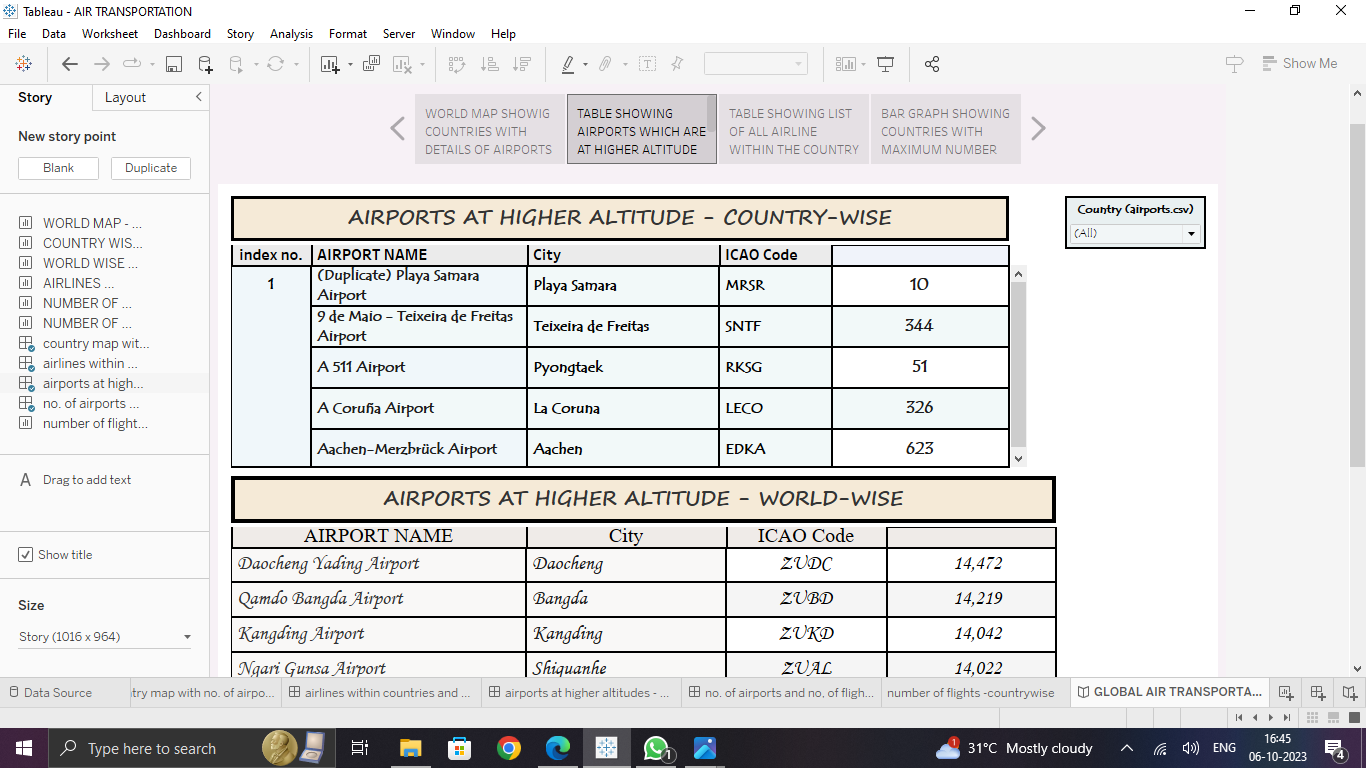 Tableau - AIR TRANSPORTATION
File Data Worksheet Dashboard Story Analysis Format Server Window Help
Show Me
Story Layout
New story point
Blank Duplicate
WORLD MAP - ...
COUNTRY WIS...
WORLD WISE ...
AIRLINES ...
NUMBER OF ...
NUMBER OF ...
country map wit...
airlines within ...
airports at high...
no. of airports ...
number of flight...
A Drag to add text
Show title
Size
Story (1016 x 964)
WORLD MAP SHOWIG
COUNTRIES WITH
DETAILS OF AIRPORTS
TABLE SHOWING
AIRPORTS WHICH ARE
AT HIGHER ALTITUDE
TABLE SHOWING LIST
OF ALL AIRLINE
WITHIN THE COUNTRY
BAR GRAPH SHOWING
COUNTRIES WITH
MAXIMUM NUMBER
AIRPORTS AT HIGHER ALTITUDE - COUNTRY-WISE
Country (airports.csv)
(All)
index no. AIRPORT NAME City ICAO Code
1 (Duplicate) Playa Samara
Airport Playa Samara MRSR 10
9 de Maio - Teixeira de Freitas
Airport Teixeira de Freitas SNTF 344
A 511 Airport Pyongtaek RKSG 51
A Coruña Airport La Coruna LECO 326
Aachen-Merzbrück Airport Aachen EDKA 623
AIRPORTS AT HIGHER ALTITUDE - WORLD-WISE
AIRPORT NAME City ICAO Code
Daocheng Yading Airport Daocheng ZUDC 14,472
Qamdo Bangda Airport Bangda ZUBD 14,219
Kangding Airport Kangding ZUKD 14,042
Ngari Gunsa Airport Shiquanhe ZUAL 14,022
Data Source try map with no. of airpo... airlines within countries and ... airports at higher altitudes - ... no. of airports and no. of fligh... number of flights -countrywise GLOBAL AIR TRANSPORTA...
Type here to search
1 1 31°C Mostly cloudy ENG 16:45
06-10-2023 4